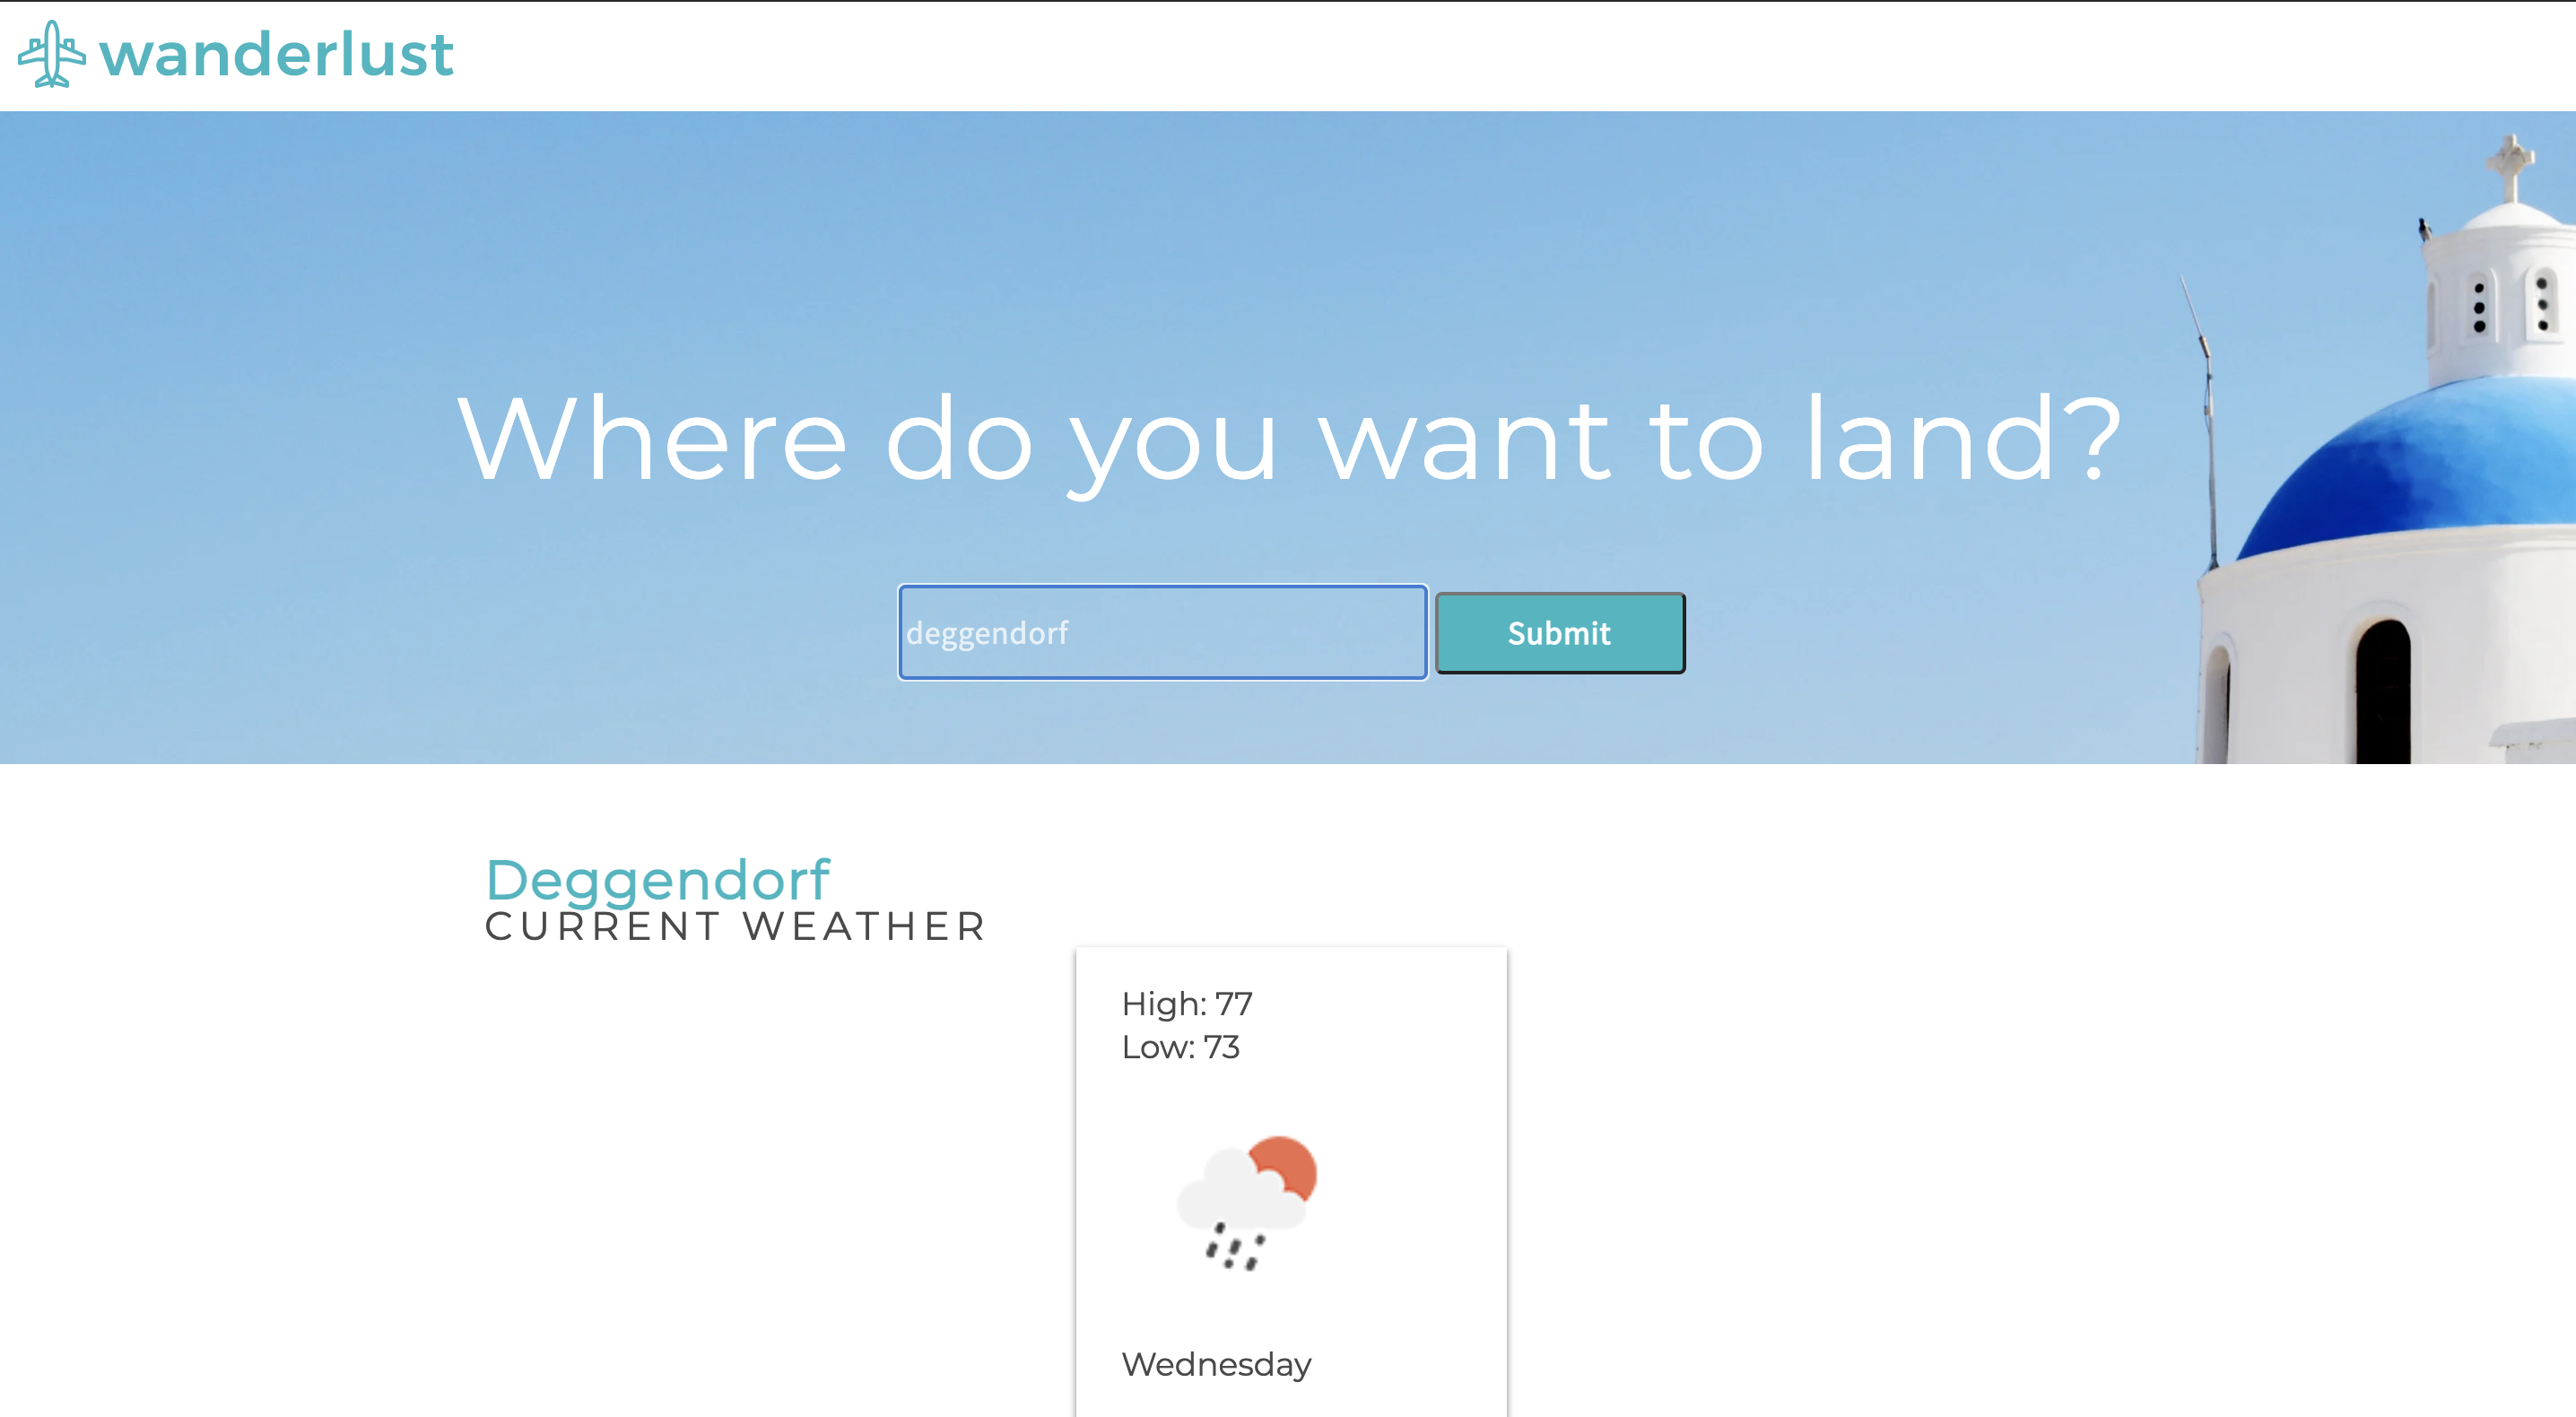 wanderlust
Where do you want to land?
deggendorf Submit
Deggendorf
CURRENT WEATHER
High: 77
Low: 73
Wednesday